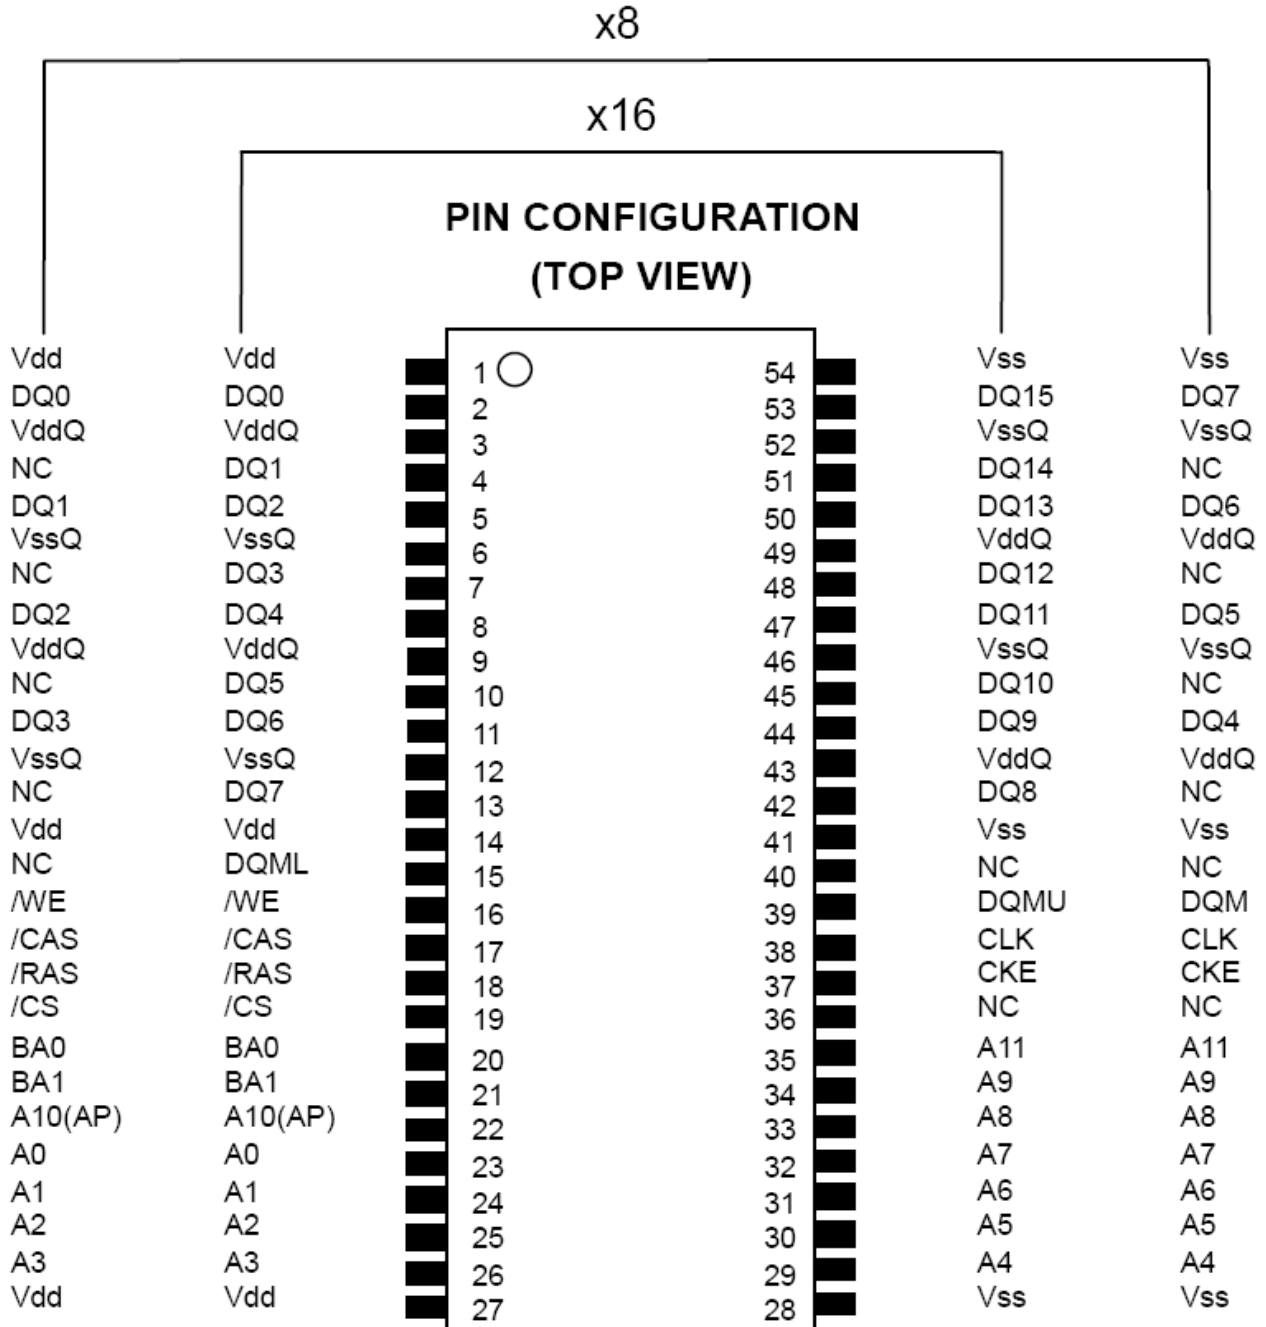 x8
x16
PIN CONFIGURATION
(TOP VIEW)
Vdd Vdd 1 54 Vss Vss
DQ0 DQ0 2 53 DQ15 DQ7
VddQ VddQ 3 52 VssQ VssQ
NC DQ1 4 51 DQ14 NC
DQ1 DQ2 5 50 DQ13 DQ6
VssQ VssQ 6 49 VddQ VddQ
NC DQ3 7 48 DQ12 NC
DQ2 DQ4 8 47 DQ11 DQ5
VddQ VddQ 9 46 VssQ VssQ
NC DQ5 10 45 DQ10 NC
DQ3 DQ6 11 44 DQ9 DQ4
VssQ VssQ 12 43 VddQ VddQ
NC DQ7 13 42 DQ8 NC
Vdd Vdd 14 41 Vss Vss
NC DQML 15 40 NC NC
/WE /WE 16 39 DQMU DQM
/CAS /CAS 17 38 CLK CLK
/RAS /RAS 18 37 CKE CKE
/CS /CS 19 36 NC NC
BA0 BA0 20 35 A11 A11
BA1 BA1 21 34 A9 A9
A10(AP) A10(AP) 22 33 A8 A8
A0 A0 23 32 A7 A7
A1 A1 24 31 A6 A6
A2 A2 25 30 A5 A5
A3 A3 26 29 A4 A4
Vdd Vdd 27 28 Vss Vss